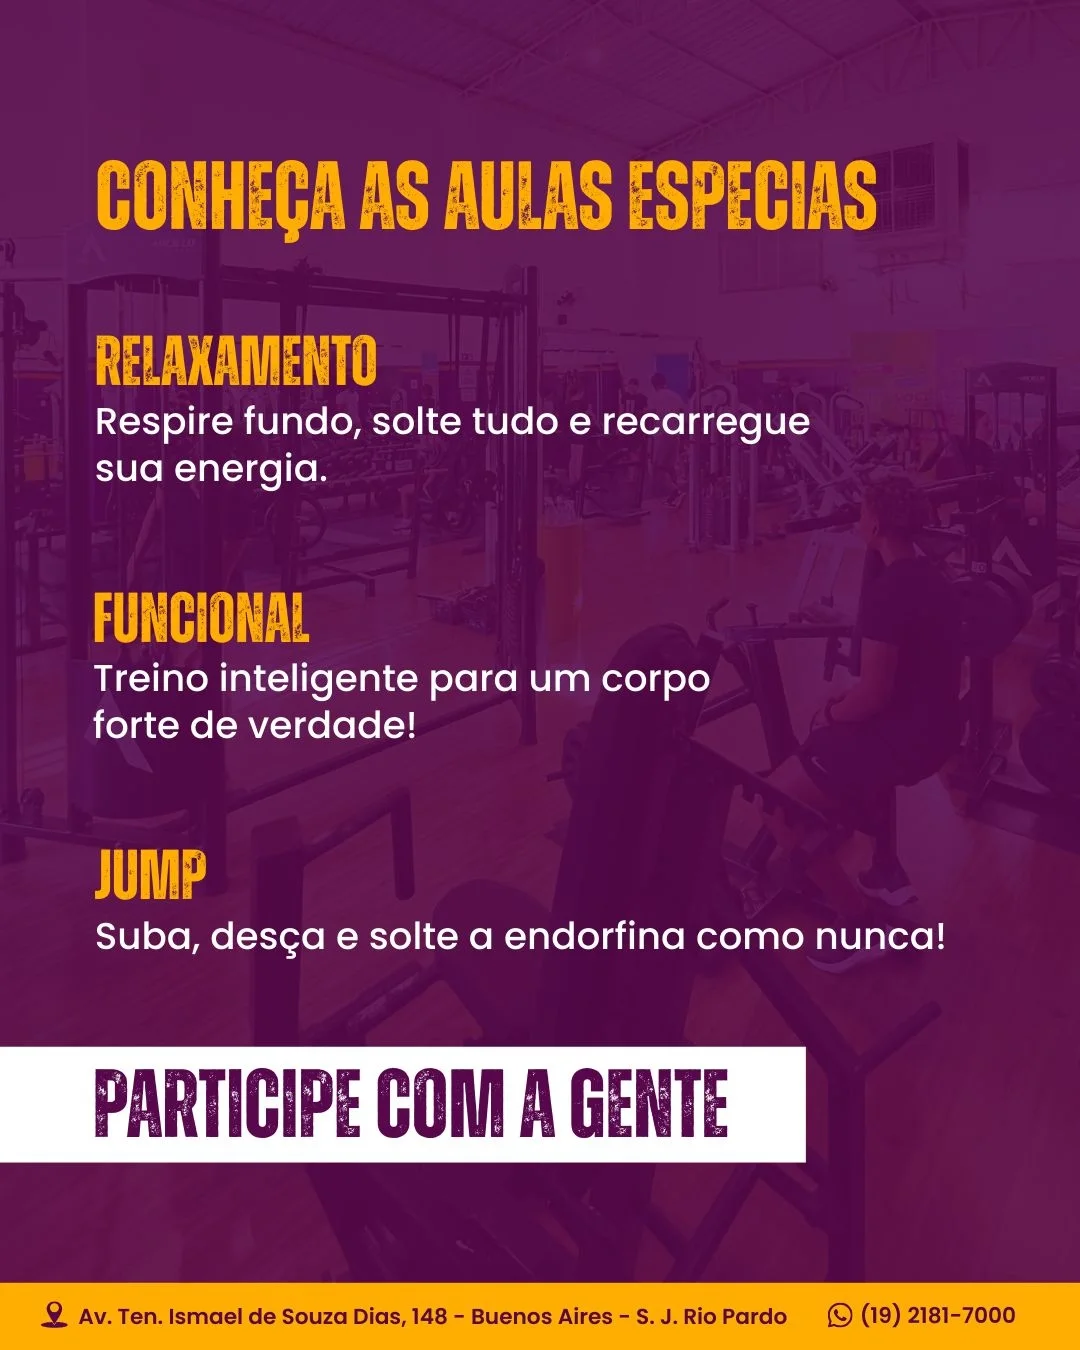 CONHEÇA AS AULAS ESPECIAS
RELAXAMENTO
Respire fundo, solte tudo e recarregue
sua energia.
FUNCIONAL
Treino inteligente para um corpo
forte de verdade!
JUMP
Suba, desça e solte a endorfina como nunca!
PARTICIPE COM A GENTE
Av. Ten. Ismael de Souza Dias, 148 - Buenos Aires - S. J. Rio Pardo
(19) 2181-7000